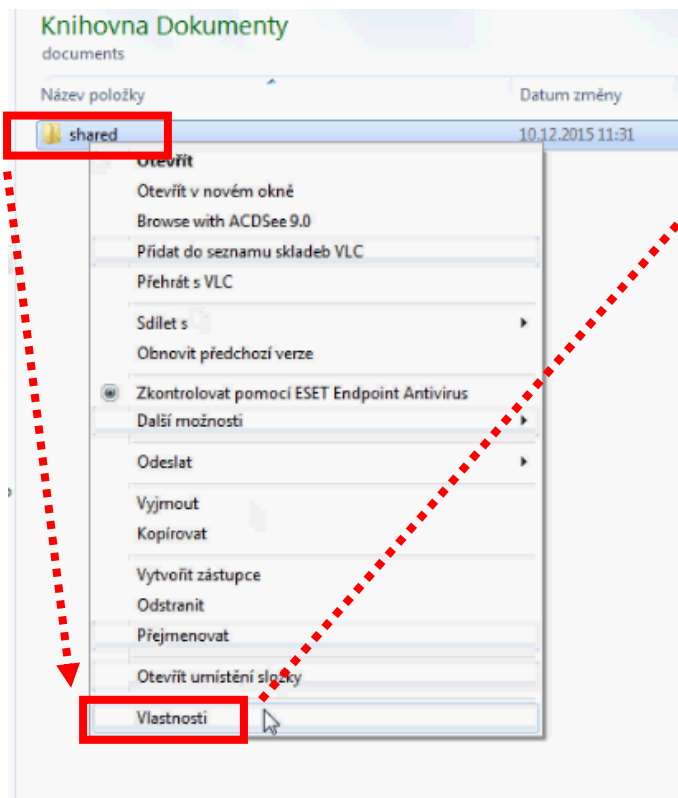 Knihovna Dokumenty
documents
Název položky Datum změny
shared 10.12.2015 11:31
Otevřít
Otevřít v novém okně
Browse with ACDSee 9.0
Přidat do seznamu skladeb VLC
Přehrát s VLC
Sdílet s
Obnovit předchozí verze
Zkontrolovat pomocí ESET Endpoint Antivirus
Další možnosti
Odeslat
Vyjmout
Kopírovat
Vytvořit zástupce
Odstranit
Přejmenovat
Otevřít umístění složky
Vlastnosti